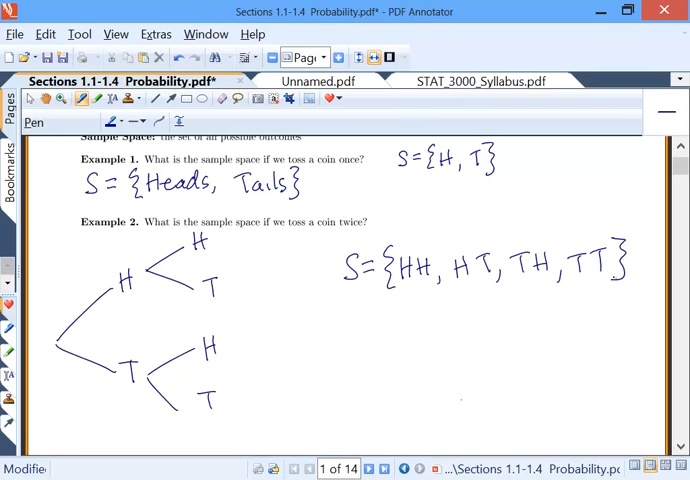 Sections 1.1-1.4 Probability.pdf* - PDF Annotator
File Edit Tool View Extras Window Help
Page
Sections 1.1-1.4 Probability.pdf* Unnamed.pdf STAT_3000_Syllabus.pdf
Pen
Pages
Bookmarks
Sample Space: the set of all possible outcomes
Example 1. What is the sample space if we toss a coin once?
S={H, T}
S = {Heads, Tails}
Example 2. What is the sample space if we toss a coin twice?
H
H
T
S={HH, HT, TH, TT}
T
H
T
Modifie 1 of 14 ...\Sections 1.1-1.4 Probability.pc